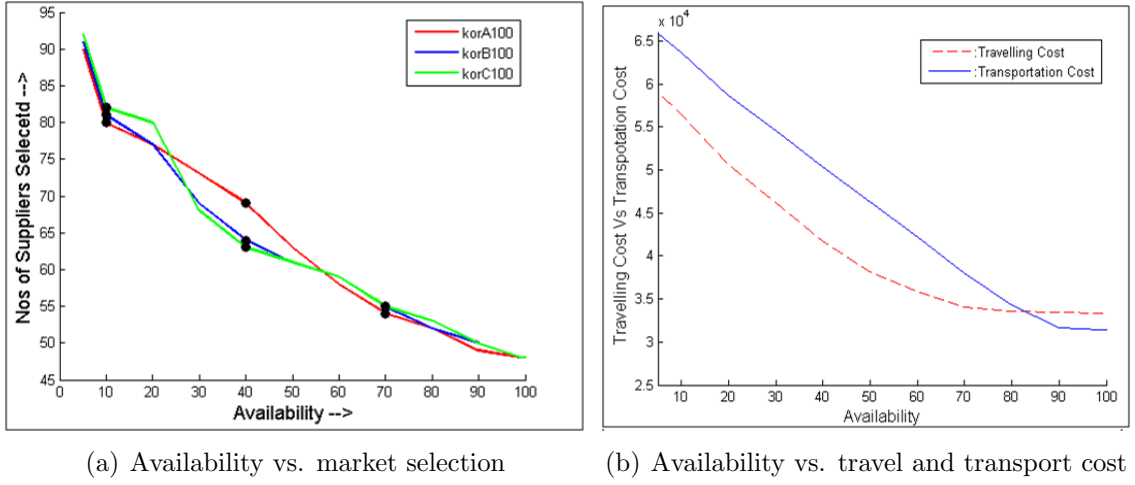 95
90
85
80
75
70
65
60
55
50
45
Nos of Suppliers Selecetd -->
korA100
korB100
korC100
0 10 20 30 40 50 60 70 80 90 100
Availability -->
x 10^4
6.5
6
5.5
5
4.5
4
3.5
3
2.5
Travelling Cost Vs Transpotation Cost
:Travelling Cost
:Transportation Cost
10 20 30 40 50 60 70 80 90 100
Availability
(a) Availability vs. market selection
(b) Availability vs. travel and transport cost